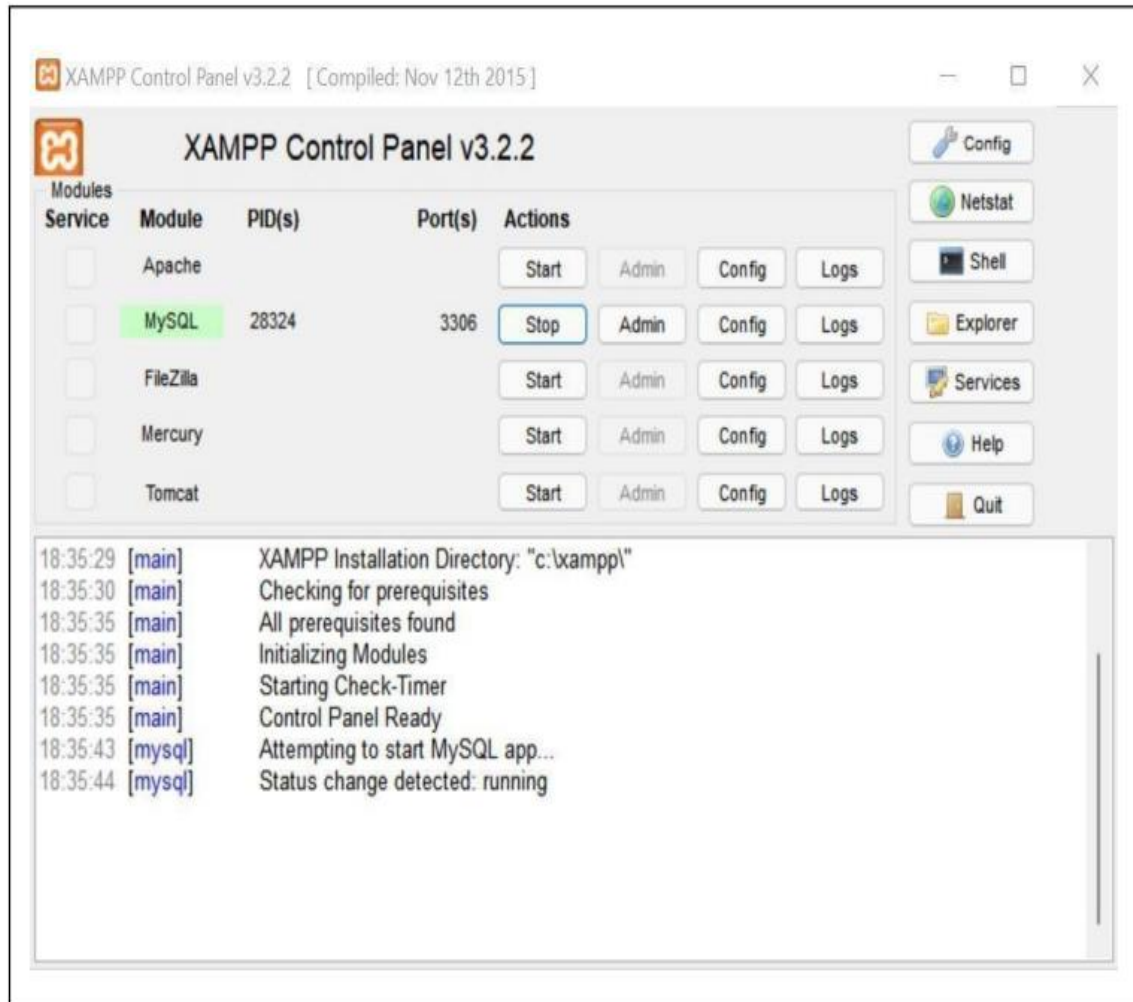 XAMPP Control Panel v3.2.2 [ Compiled: Nov 12th 2015 ]
XAMPP Control Panel v3.2.2
Config
Modules
Service Module PID(s) Port(s) Actions
Netstat
Apache Start Admin Config Logs
Shell
MySQL 28324 3306 Stop Admin Config Logs
Explorer
FileZilla Start Admin Config Logs
Services
Mercury Start Admin Config Logs
Help
Tomcat Start Admin Config Logs
Quit
18:35:29 [main] XAMPP Installation Directory: "c:\xampp\"
18:35:30 [main] Checking for prerequisites
18:35:35 [main] All prerequisites found
18:35:35 [main] Initializing Modules
18:35:35 [main] Starting Check-Timer
18:35:35 [main] Control Panel Ready
18:35:43 [mysql] Attempting to start MySQL app...
18:35:44 [mysql] Status change detected: running